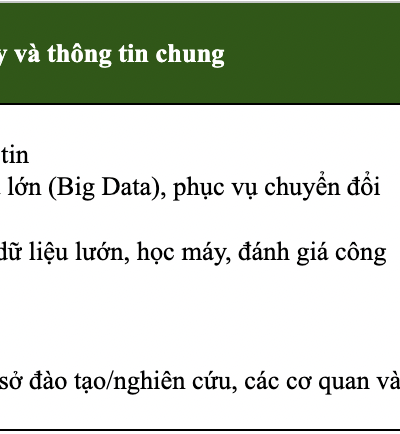 và thông tin chung
tin
lớn (Big Data), phục vụ chuyển đổi
dữ liệu lướn, học máy, đánh giá công
sở đào tạo/nghiên cứu, các cơ quan và